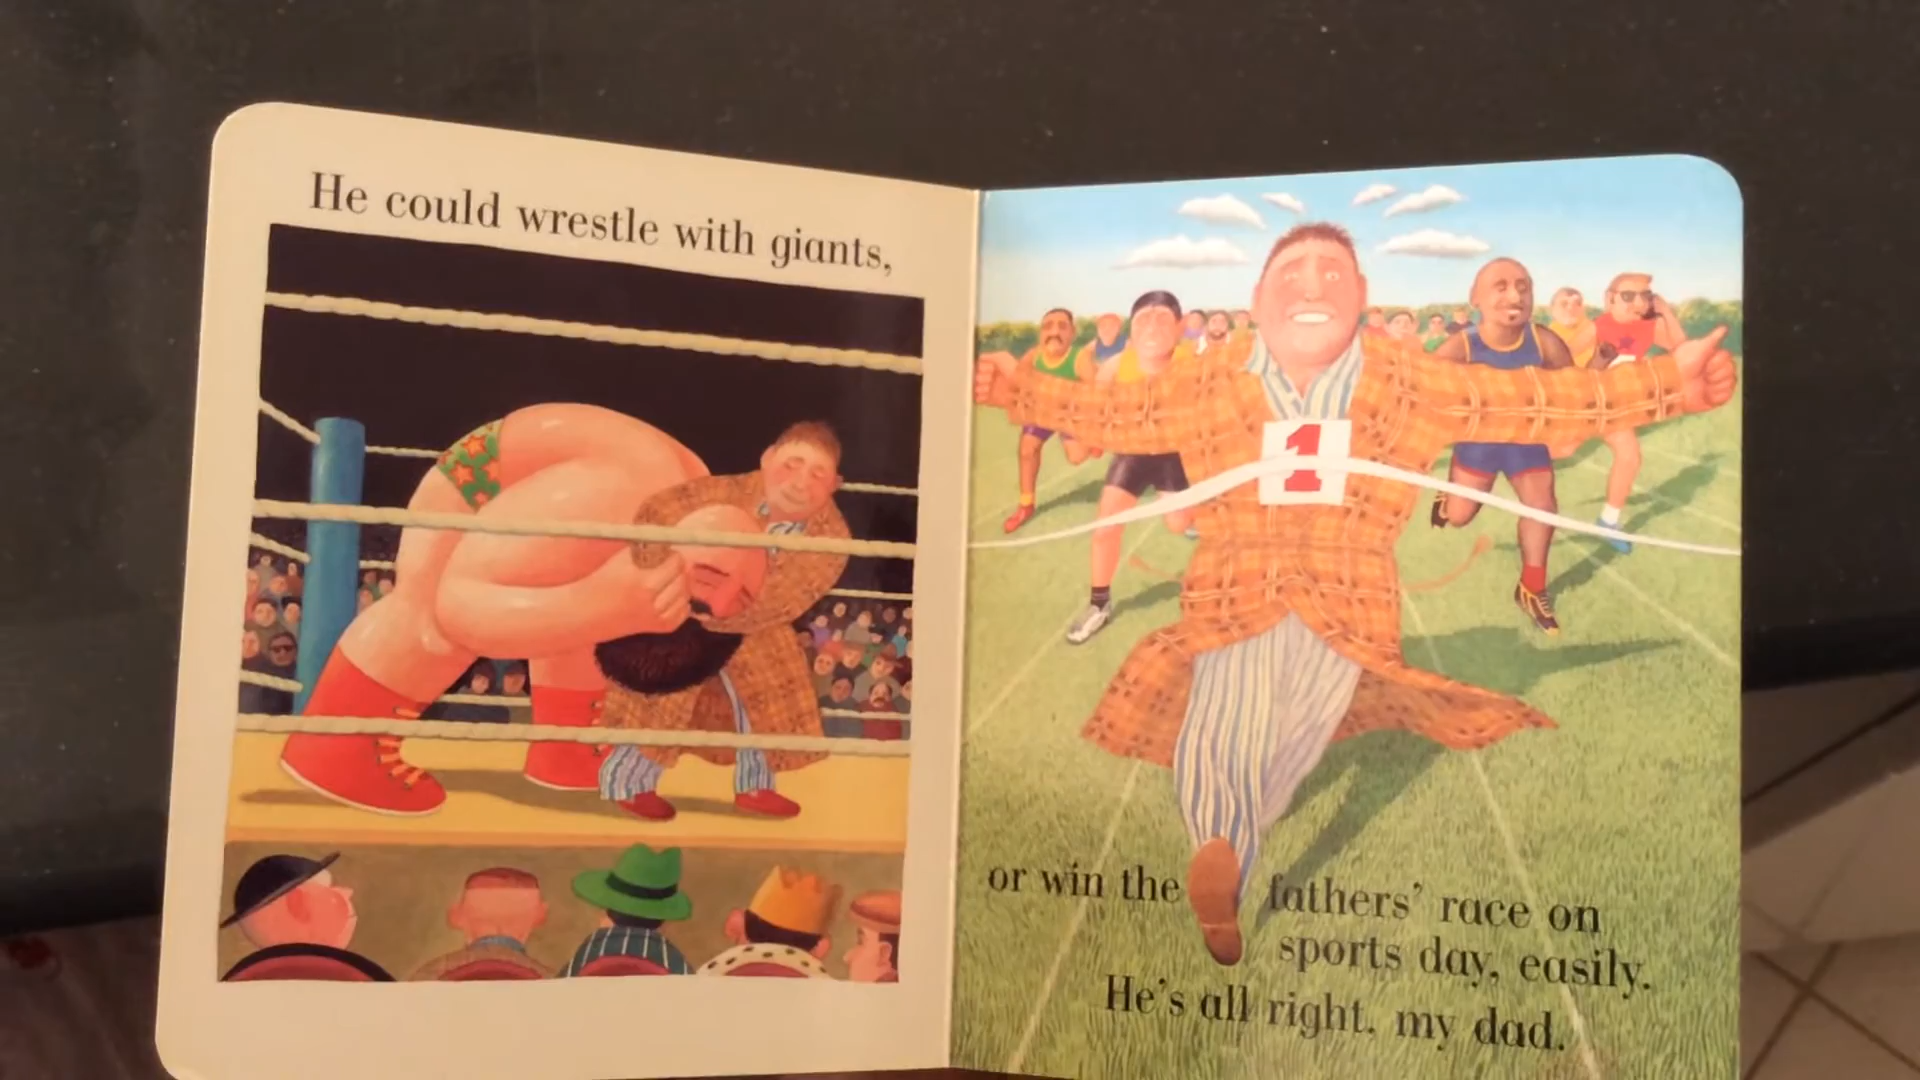 He could wrestle with giants,
1
or win the fathers' race on
sports day, easily.
He's all right, my dad.